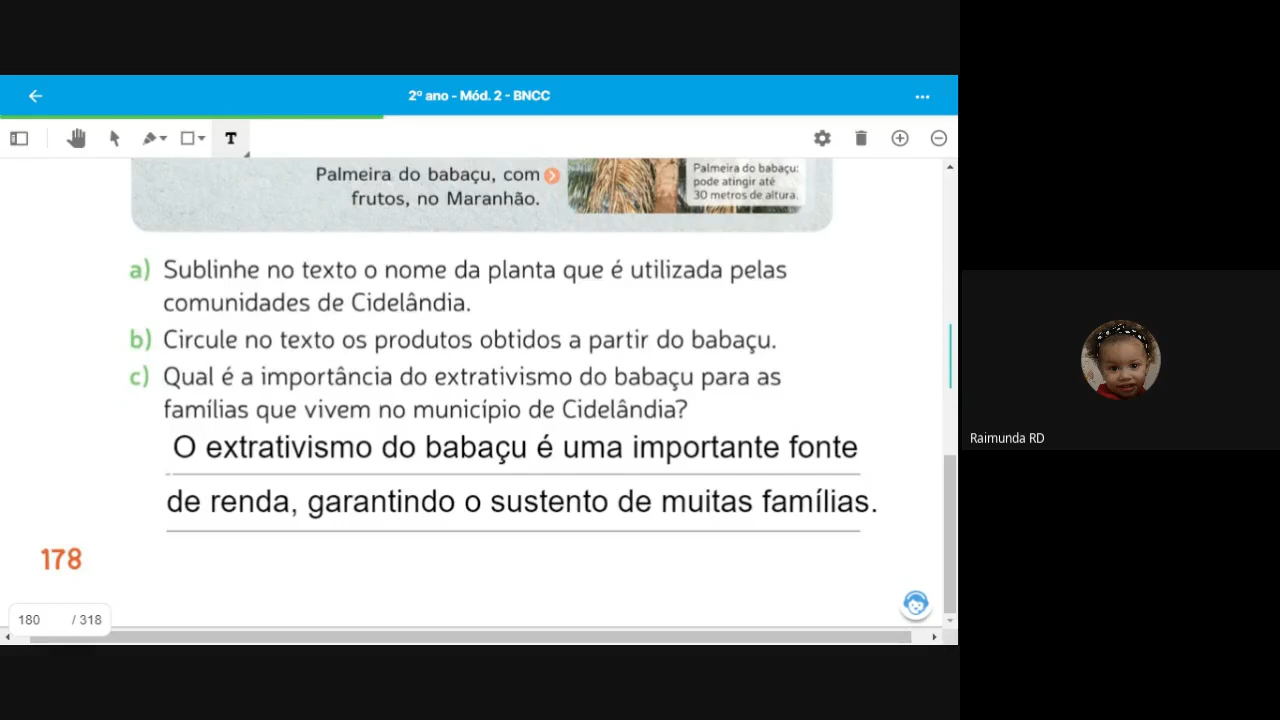 2º ano - Mód. 2 - BNCC
T
Palmeira do babaçu, com
frutos, no Maranhão.
Palmeira do babaçu:
pode atingir até
30 metros de altura.
a) Sublinhe no texto o nome da planta que é utilizada pelas
comunidades de Cidelândia.
b) Circule no texto os produtos obtidos a partir do babaçu.
c) Qual é a importância do extrativismo do babaçu para as
famílias que vivem no município de Cidelândia?
O extrativismo do babaçu é uma importante fonte
de renda, garantindo o sustento de muitas famílias.
178
180 / 318
Raimunda RD